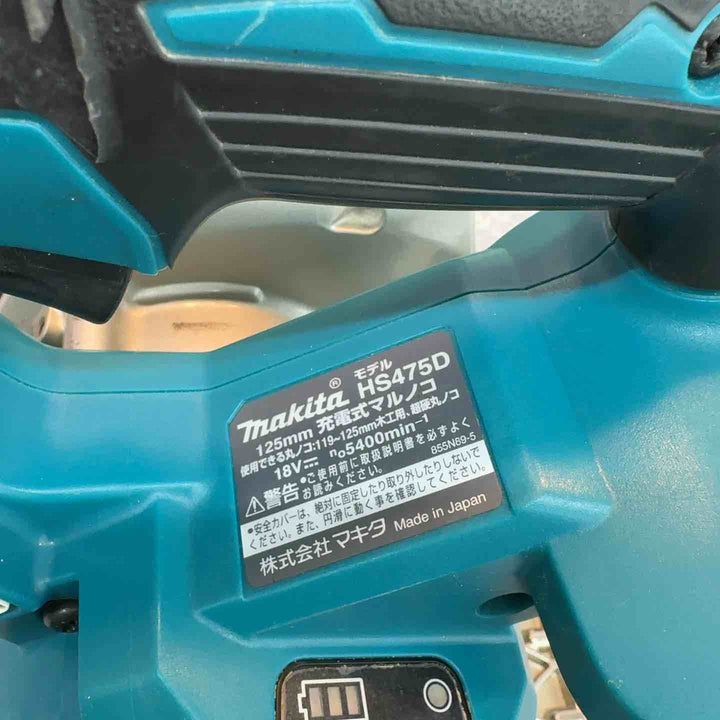 makita® モデル HS475D
125mm 充電式マルノコ
使用できる丸ノコ:119~125mm木工用、超硬丸ノコ
18V⎓ n₀5400min⁻¹
⚠警告 •ご使用前に取扱説明書を必ずよく
お読みください。 855N89-5
•安全カバーは、絶対に固定したり取り外したりしないで
ください。また、円滑に動く事を確認してください。
株式会社マキタ Made in Japan